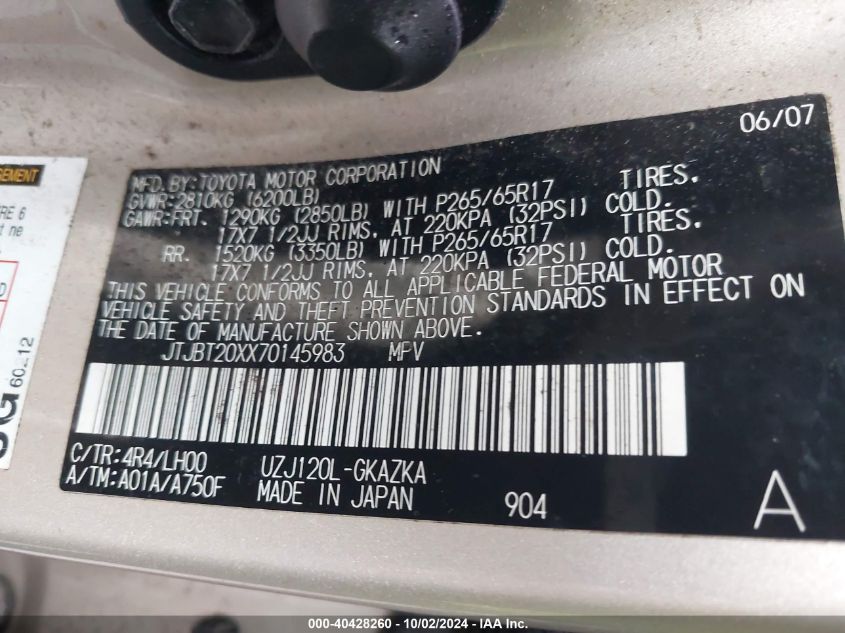 06/07
MFD. BY: TOYOTA MOTOR CORPORATION
GVWR: 2810KG (6200LB)
GAWR: FRT. 1290KG (2850LB) WITH P265/65R17 TIRES.
17X7 1/2JJ RIMS, AT 220KPA (32PSI) COLD.
RR. 1520KG (3350LB) WITH P265/65R17 TIRES.
17X7 1/2JJ RIMS, AT 220KPA (32PSI) COLD.
THIS VEHICLE CONFORMS TO ALL APPLICABLE FEDERAL MOTOR
VEHICLE SAFETY AND THEFT PREVENTION STANDARDS IN EFFECT ON
THE DATE OF MANUFACTURE SHOWN ABOVE.
JTJBT20XX70145983 MPV
C/TR: 4R4/LH00 UZJ120L-GKAZKA
A/TM: A01A/A750F MADE IN JAPAN 904
A
000-40428260 - 10/02/2024 - IAA Inc.